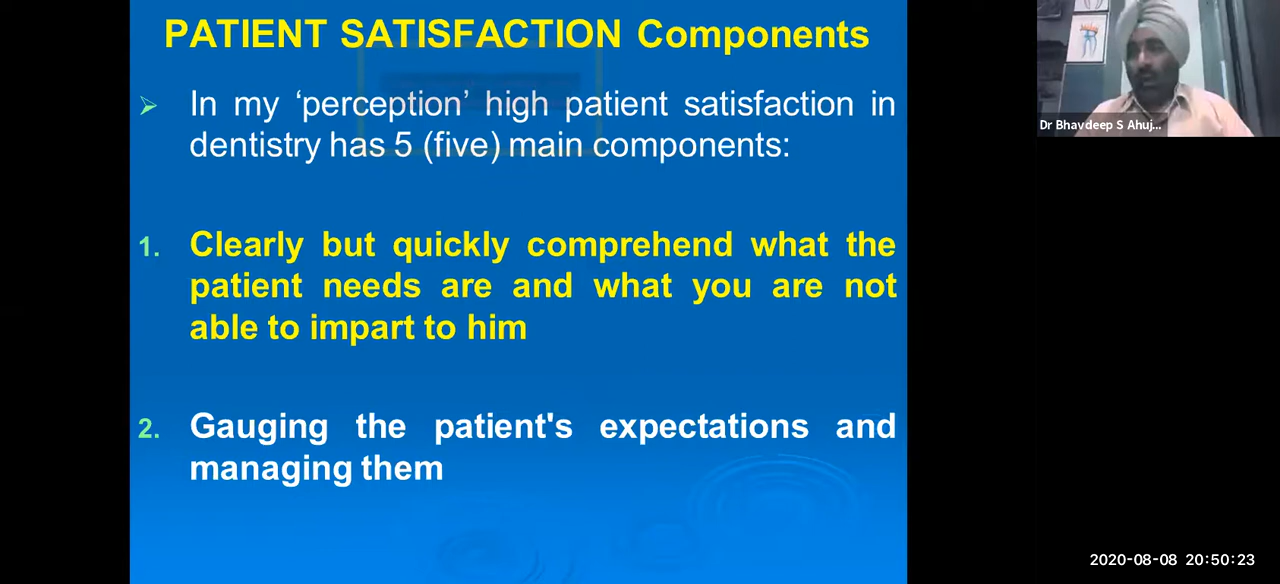 PATIENT SATISFACTION Components
➢ In my ‘perception’ high patient satisfaction in
dentistry has 5 (five) main components:
1. Clearly but quickly comprehend what the
patient needs are and what you are not
able to impart to him
2. Gauging the patient's expectations and
managing them
Dr Bhavdeep S Ahuj...
2020-08-08 20:50:23